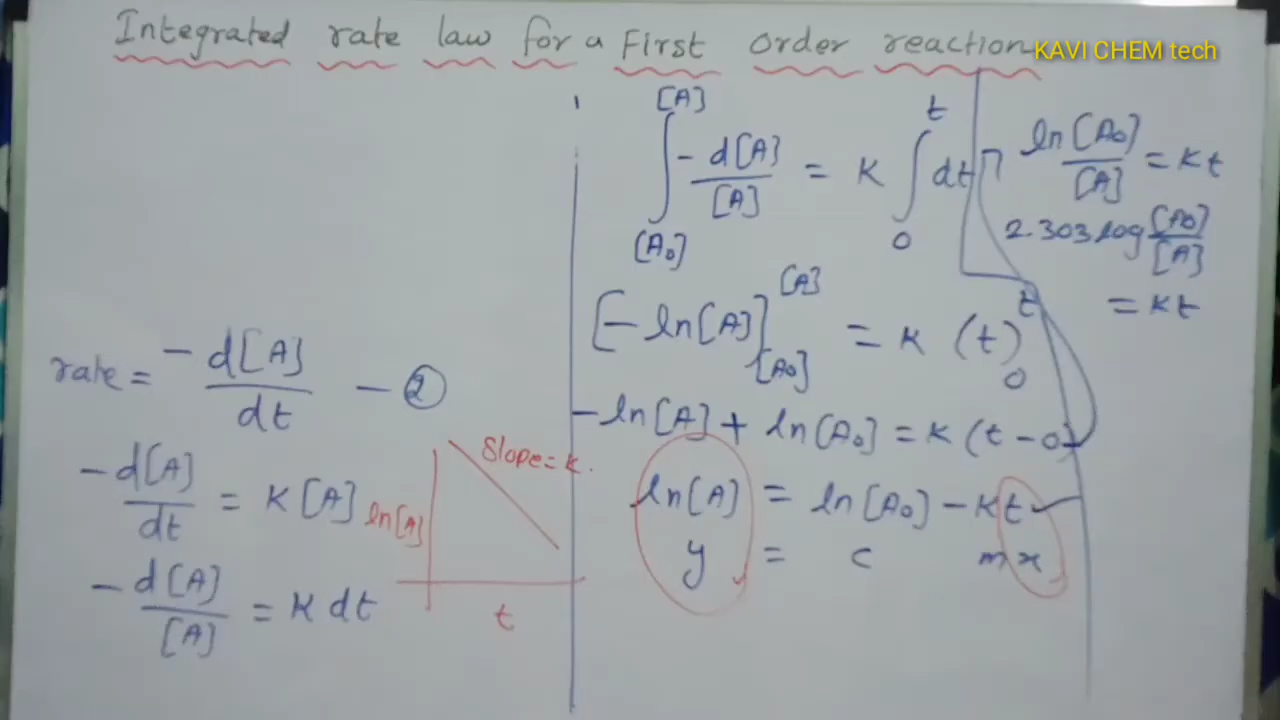 Integrated rate law for a First order reaction
KAVI CHEM tech
rate = -d[A]/dt - ②
-d[A]/dt = K[A]
-d[A]/[A] = K dt
Slope = K.
ln[A]
t
∫[A₀]^[A] -d[A]/[A] = K ∫0^t dt
[-ln[A]][A₀]^[A] = K (t)0^t
-ln[A] + ln[A₀] = K (t - 0)
ln[A] = ln[A₀] - Kt
y = c mx
ln[A₀]/[A] = Kt
2.303 log [A₀]/[A]
= Kt